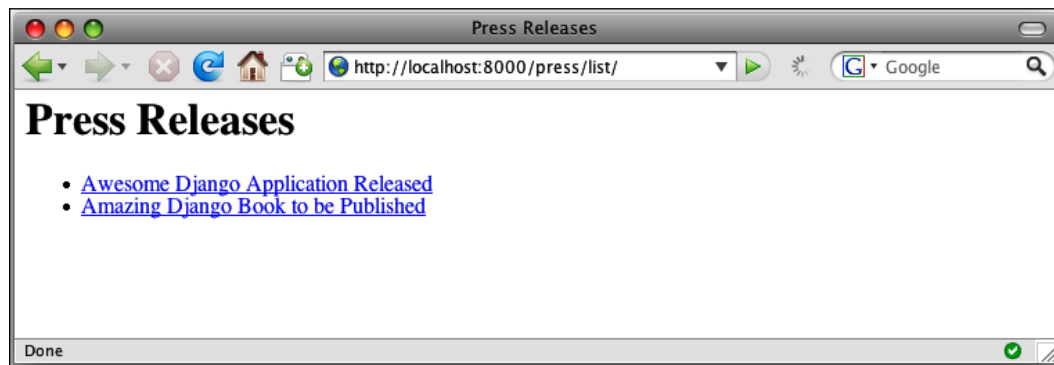 Press Releases
http://localhost:8000/press/list/
G Google
Press Releases
Awesome Django Application Released
Amazing Django Book to be Published
Done